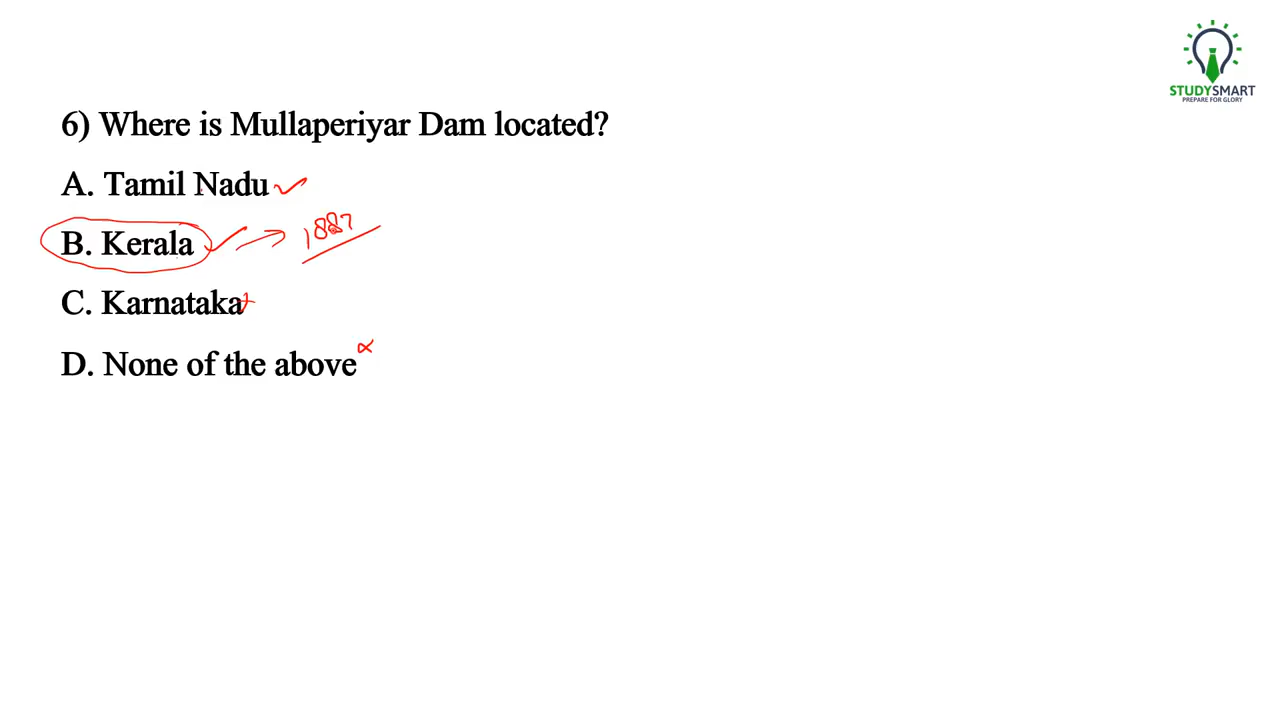 STUDYSMART
PREPARE FOR GLORY
6) Where is Mullaperiyar Dam located?
A. Tamil Nadu
B. Kerala
1887
C. Karnataka
D. None of the above